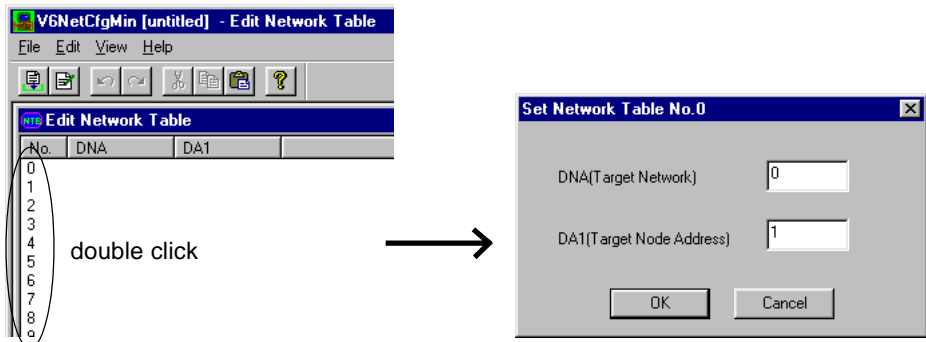 V6NetCfgMin [untitled] - Edit Network Table
File Edit View Help
NTB Edit Network Table
No. DNA DA1
0
1
2
3
4
5
6
7
8
9
double click
Set Network Table No.0
DNA(Target Network) 0
DA1(Target Node Address) 1
OK Cancel